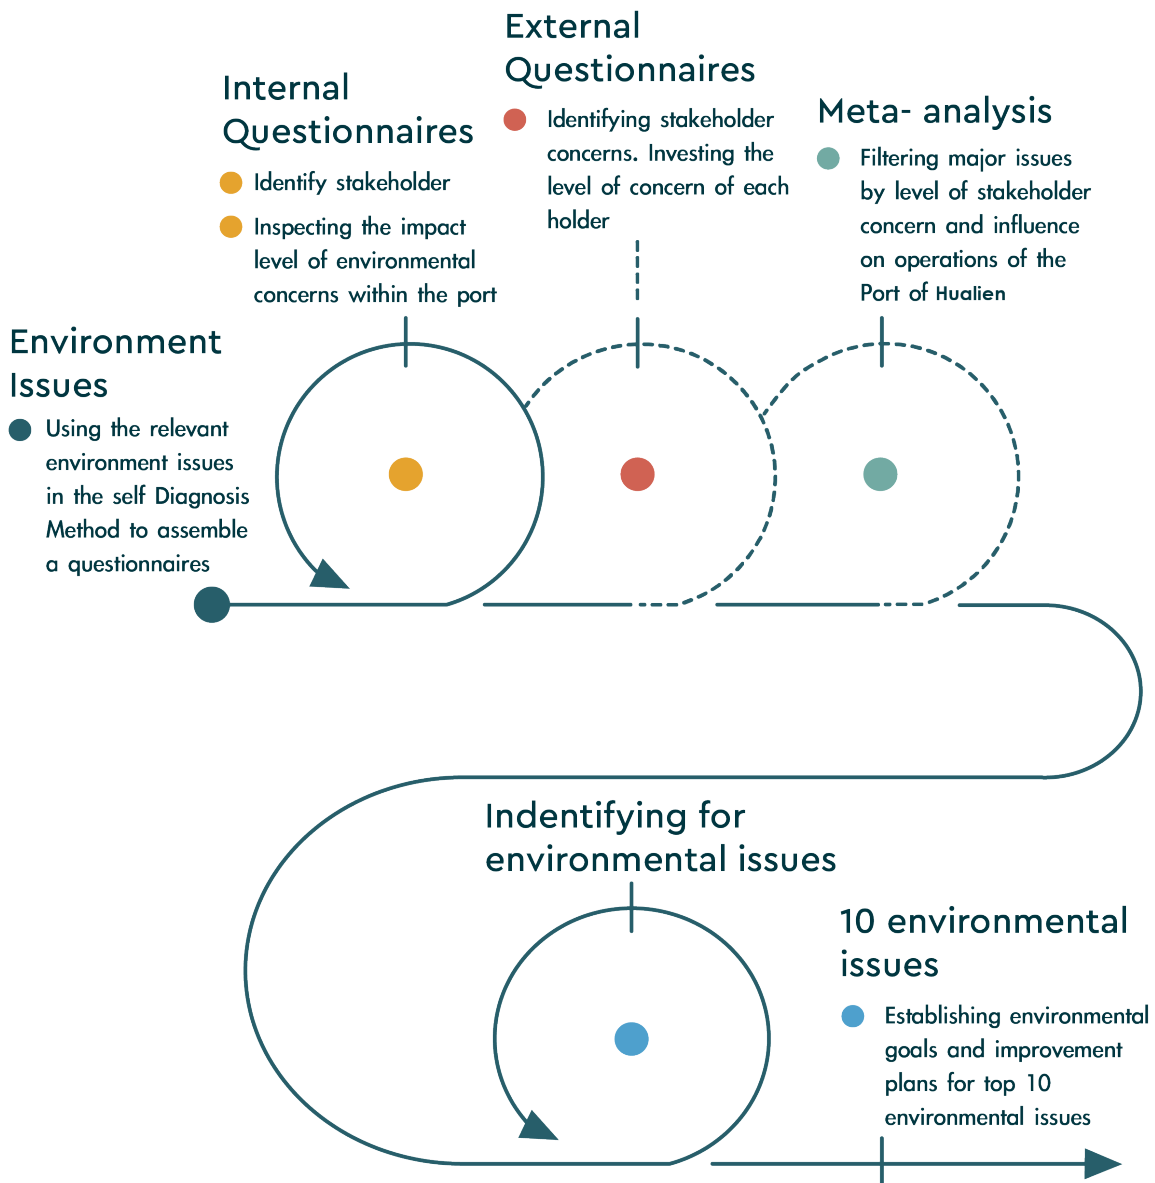 Environment
Issues
Using the relevant
environment issues
in the self Diagnosis
Method to assemble
a questionnaires
Internal
Questionnaires
Identify stakeholder
Inspecting the impact
level of environmental
concerns within the port
External
Questionnaires
Identifying stakeholder
concerns. Investing the
level of concern of each
holder
Meta- analysis
Filtering major issues
by level of stakeholder
concern and influence
on operations of the
Port of Hualien
Indentifying for
environmental issues
10 environmental
issues
Establishing environmental
goals and improvement
plans for top 10
environmental issues